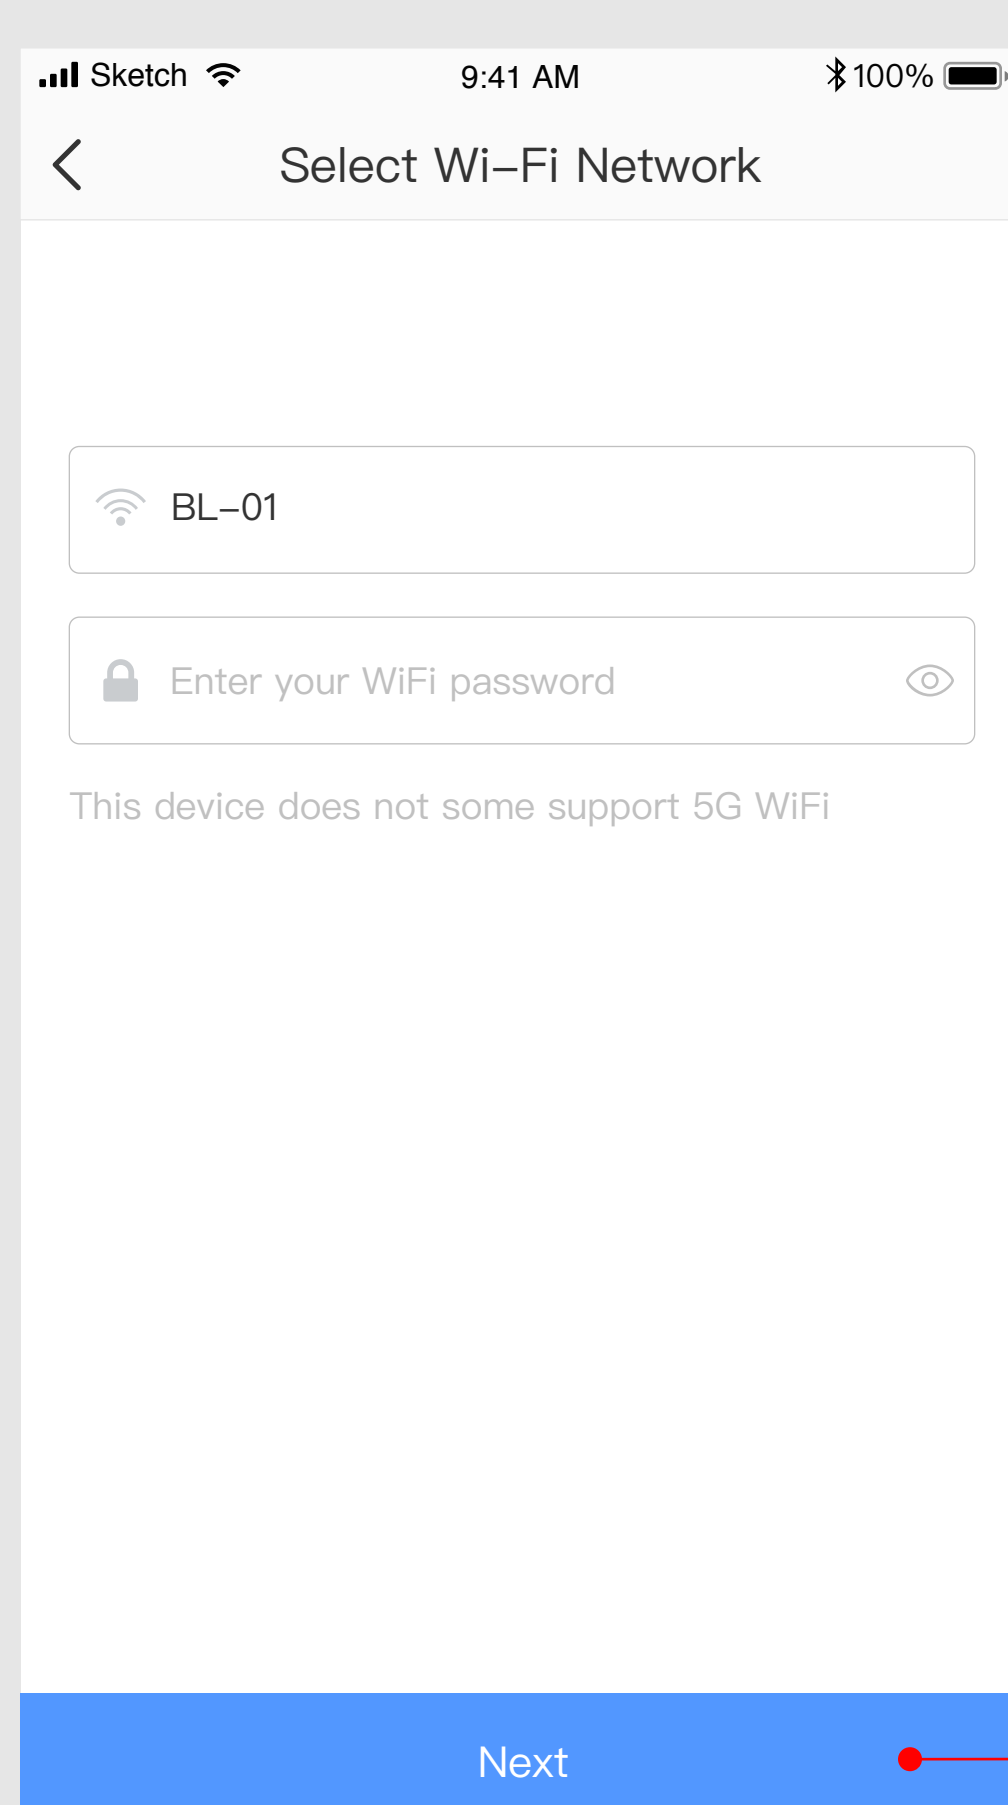 Sketch 9:41 AM 100%
Select Wi–Fi Network
BL–01
Enter your WiFi password
This device does not some support 5G WiFi
Next